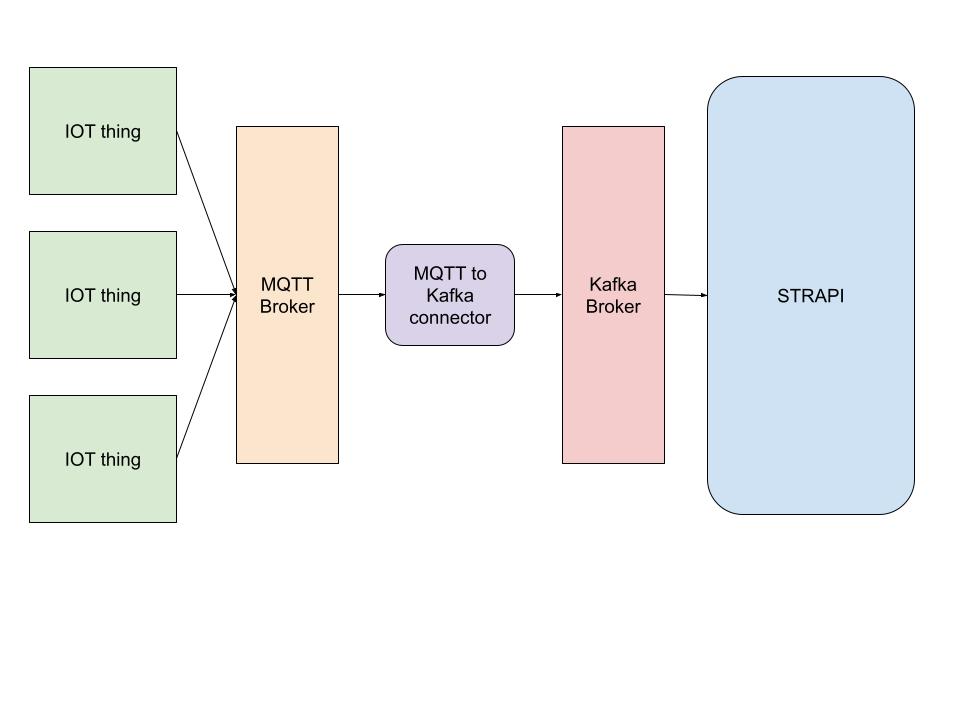 IOT thing
IOT thing
IOT thing
MQTT
Broker
MQTT to
Kafka
connector
Kafka
Broker
STRAPI